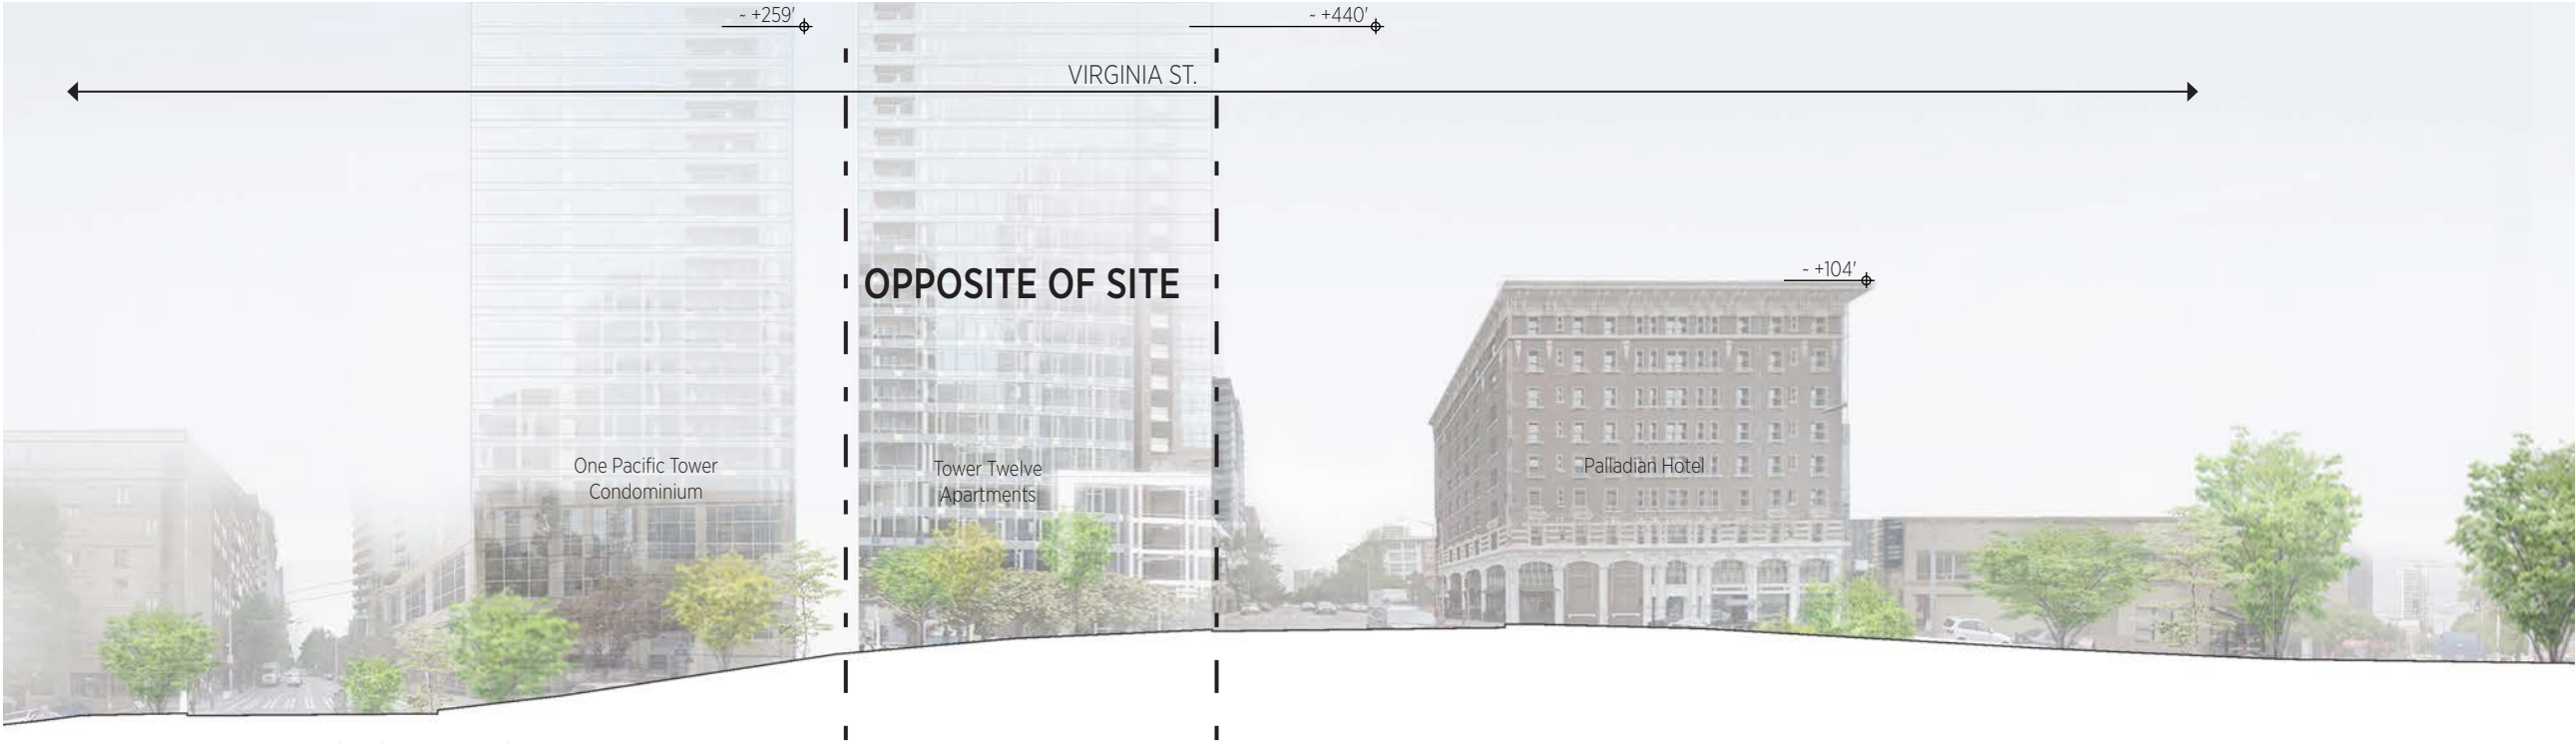 ~ +259'
~ +440'
VIRGINIA ST.
OPPOSITE OF SITE
~ +104'
One Pacific Tower
Condominium
Tower Twelve
Apartments
Palladian Hotel